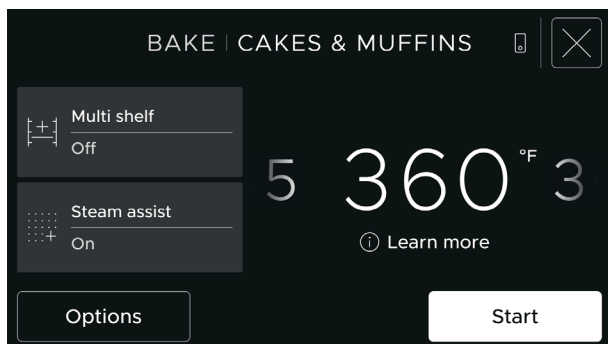 BAKE | CAKES & MUFFINS
Multi shelf
Off
5 360 °F 3
Steam assist
On
Learn more
Options
Start